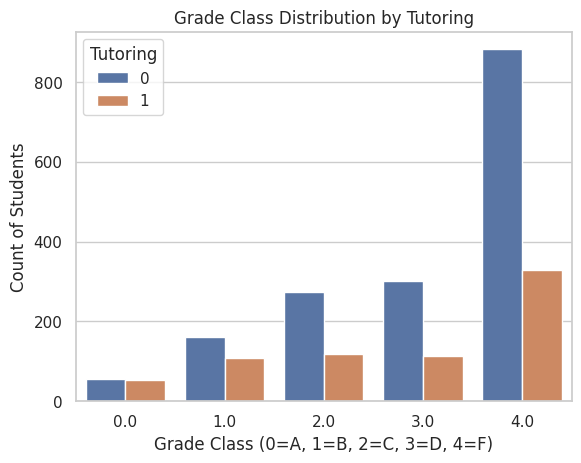 Grade Class Distribution by Tutoring
Tutoring
0
1
Count of Students
800
600
400
200
0
0.0 1.0 2.0 3.0 4.0
Grade Class (0=A, 1=B, 2=C, 3=D, 4=F)